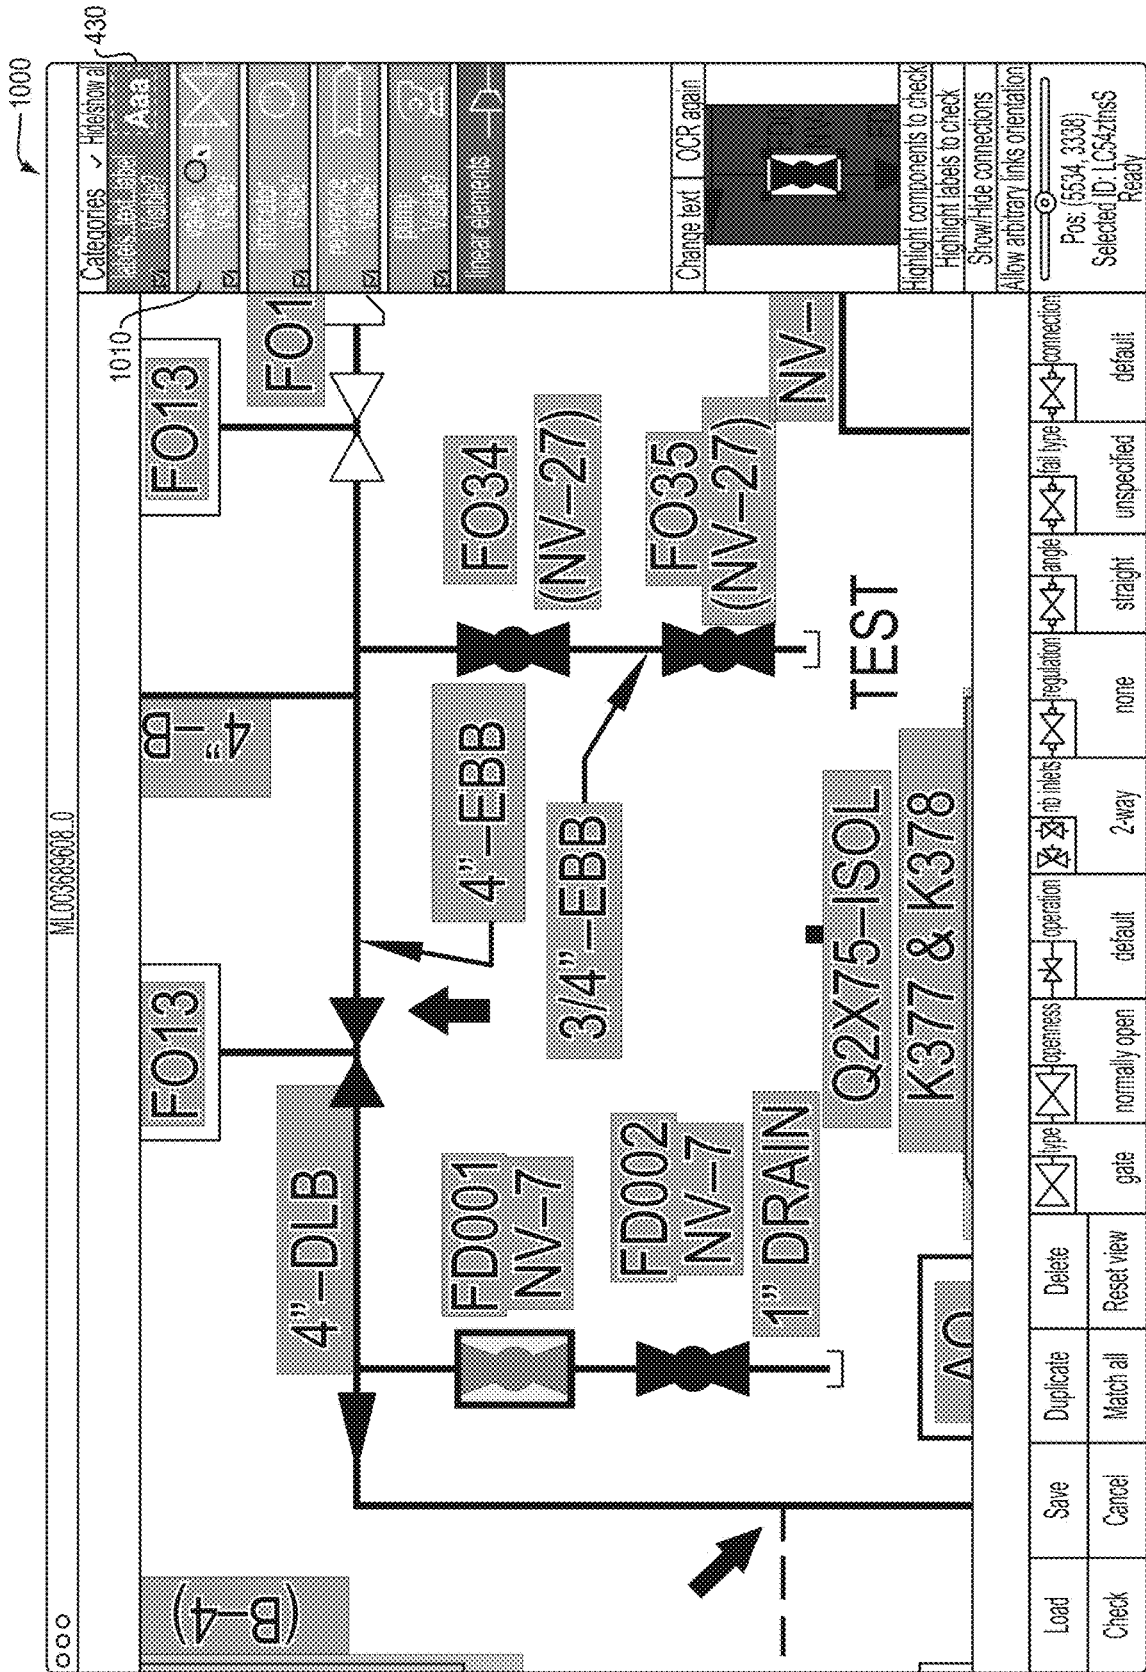 1000
ML003689608_0
Categories ✓ Hide/show all
430
Aaa
1010
linear elements
Change text
OCR again
Highlight components to check
Highlight labels to check
Show/Hide connections
Allow arbitrary links orientation
Pos: (5534, 3338)
Selected ID: LC54ztnsS
Ready
(B-4)
FO13
4"-DLB
B-
4"
FO13
FO1
FD001
NV-7
4"-EBB
FO34
(NV-27)
3/4"-EBB
FD002
NV-7
1" DRAIN
FO35
(NV-27)
NV-
TEST
Q2X75-ISOL
K377 & K378
AO
Load
Save
Duplicate
Delete
Check
Cancel
Match all
Reset view
type
gate
openness
normally open
operation
default
nb inlets
2-way
regulation
none
angle
straight
fail type
unspecified
connection
default